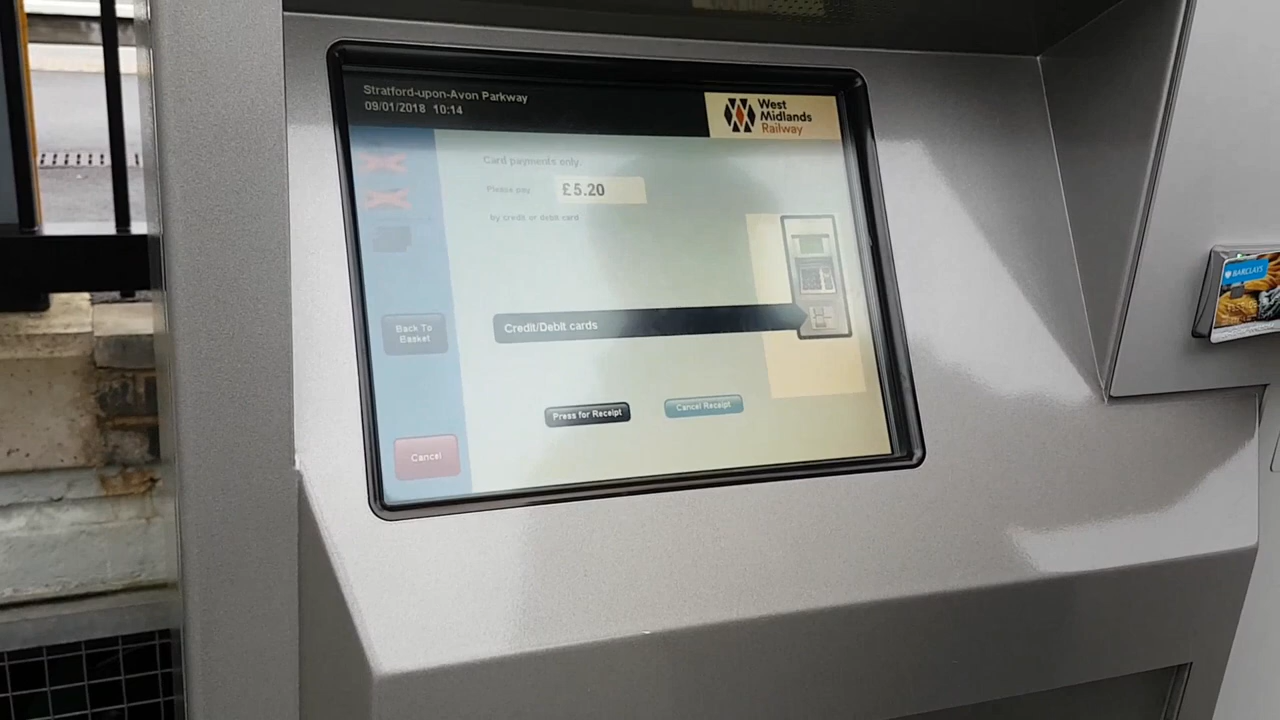 Stratford-upon-Avon Parkway
09/01/2018 10:14
West
Midlands
Railway
Card payments only.
Please pay £5.20
by credit or debit card
Credit/Debit cards
Back To
Basket
Press for Receipt
Cancel Receipt
Cancel
BARCLAYS